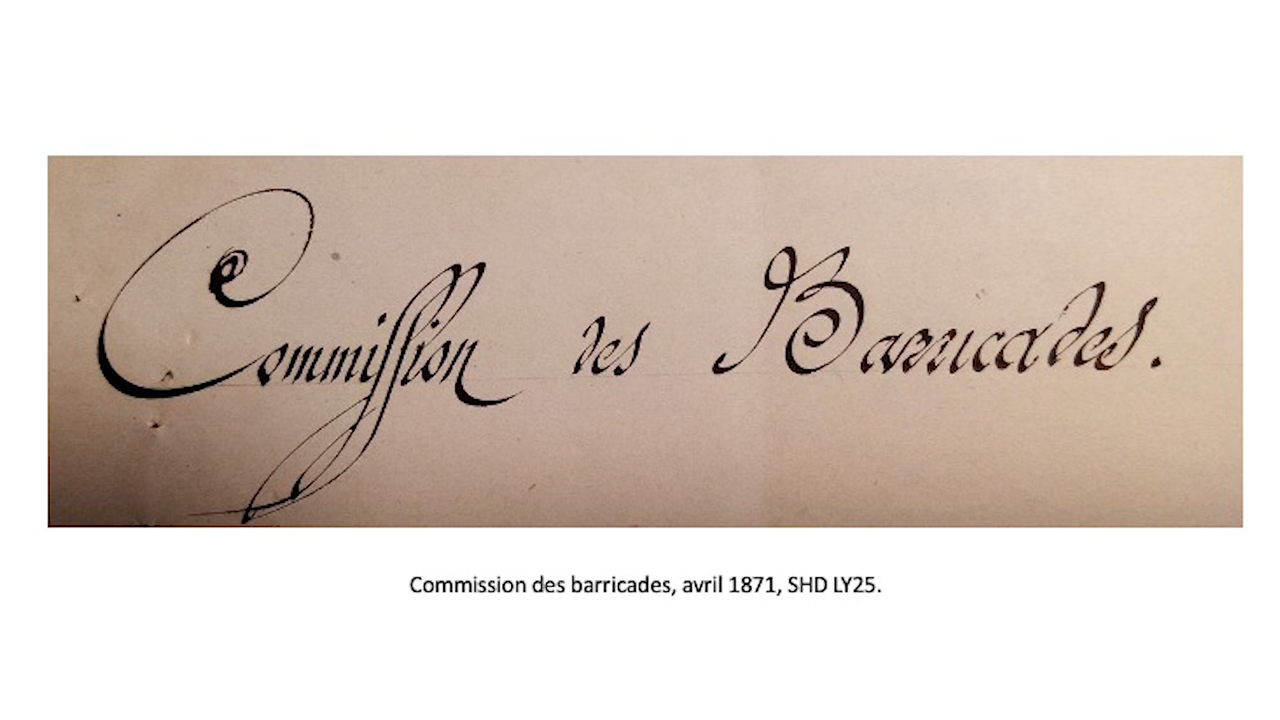 Commission des Barricades.
Commission des barricades, avril 1871, SHD LY25.